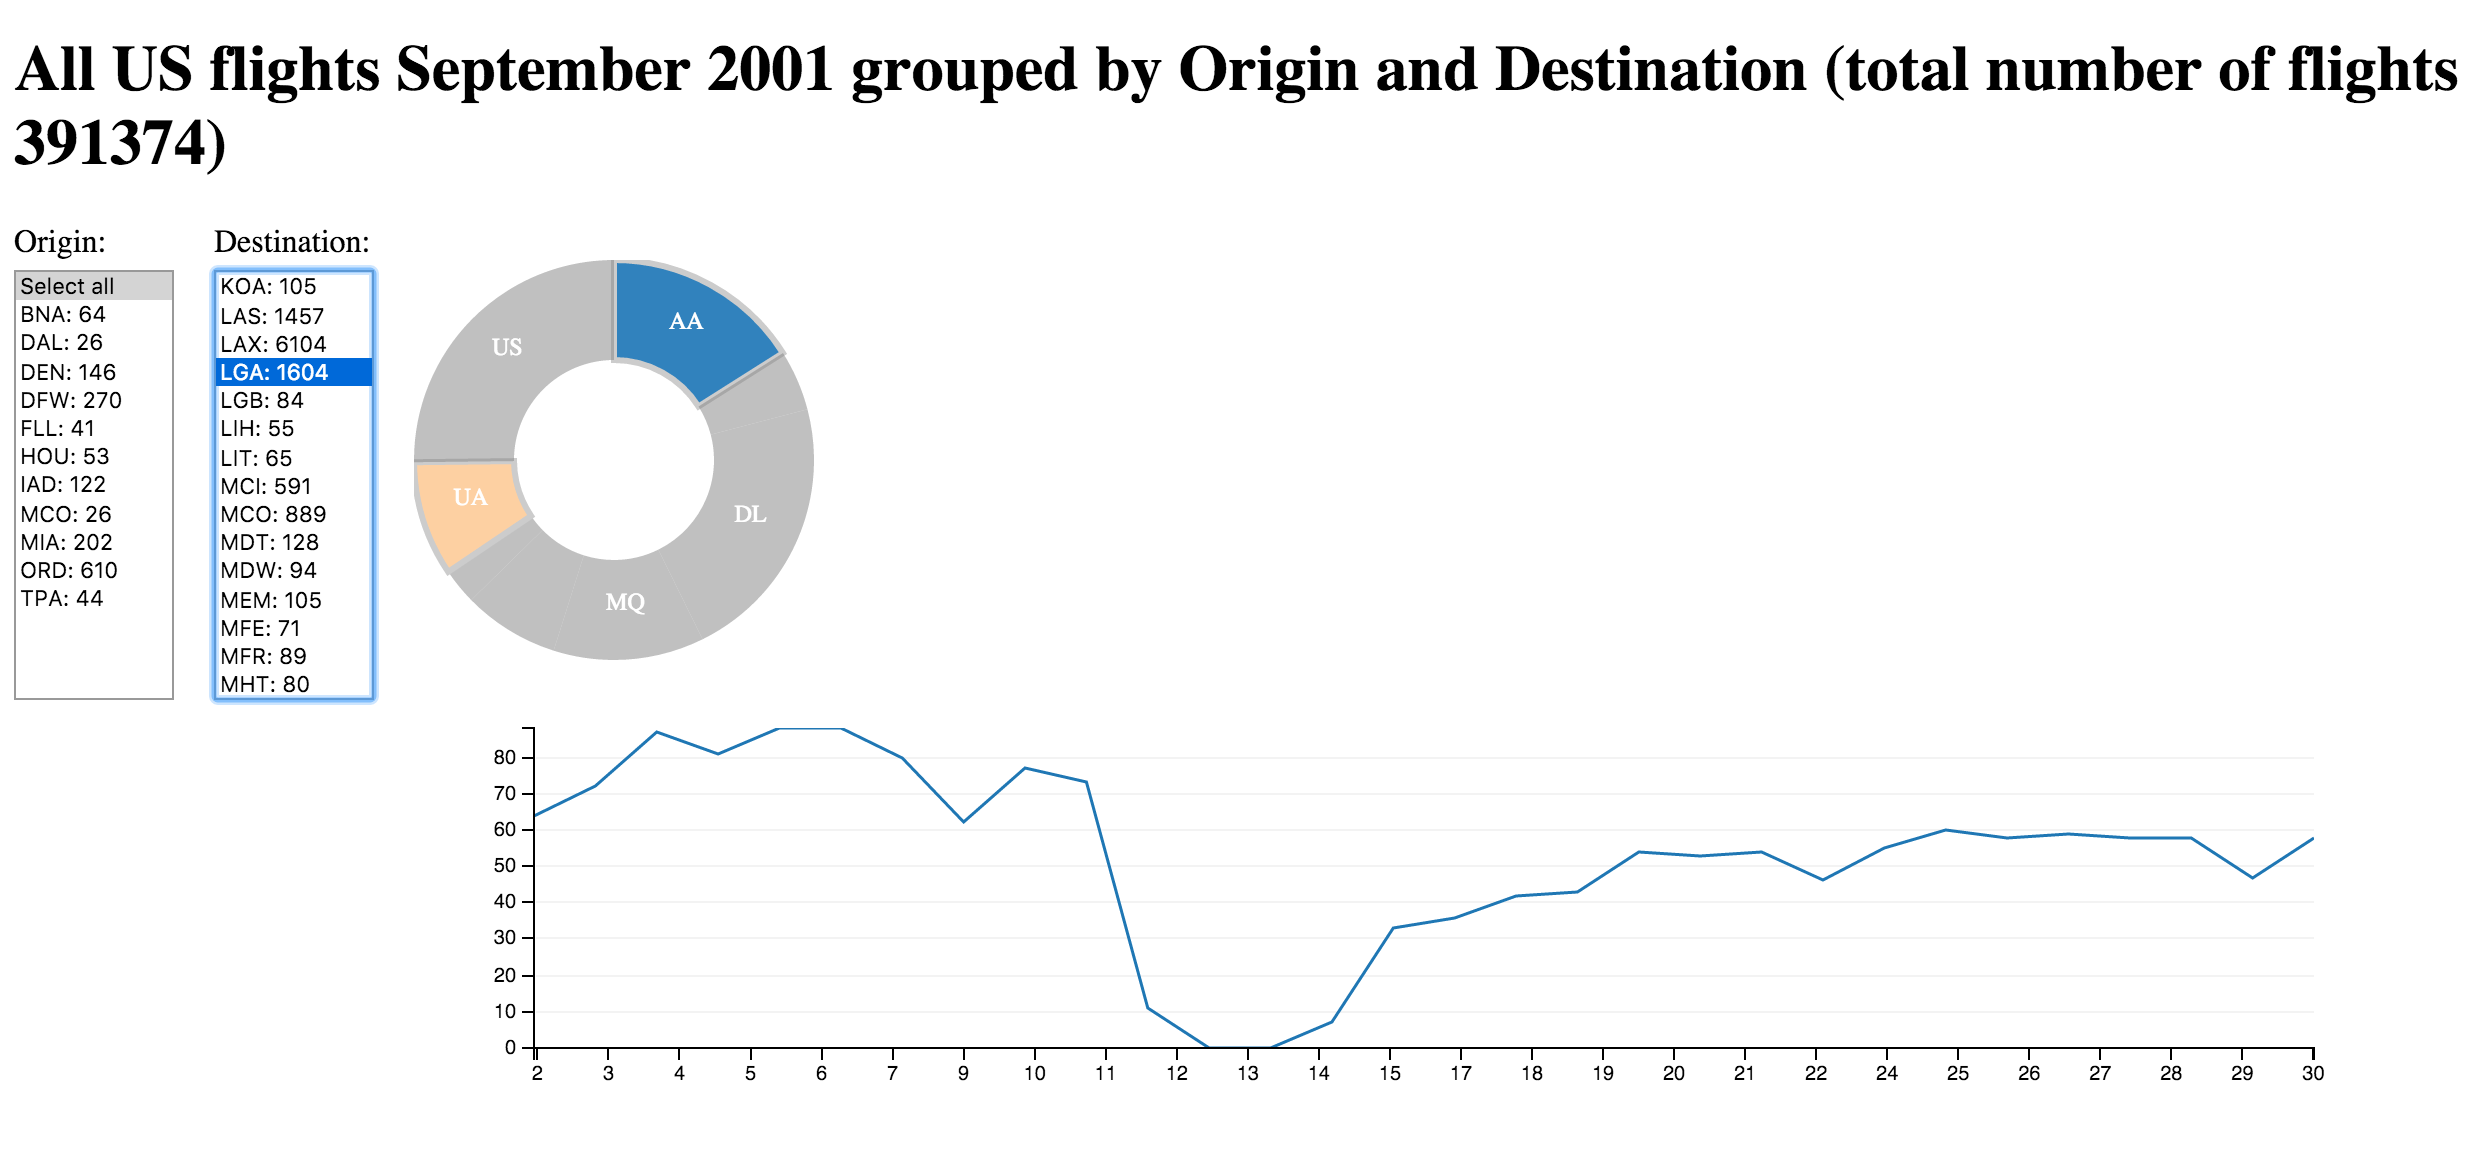 All US flights September 2001 grouped by Origin and Destination (total number of flights
391374)
Origin:
Select all
BNA: 64
DAL: 26
DEN: 146
DFW: 270
FLL: 41
HOU: 53
IAD: 122
MCO: 26
MIA: 202
ORD: 610
TPA: 44
Destination:
KOA: 105
LAS: 1457
LAX: 6104
LGA: 1604
LGB: 84
LIH: 55
LIT: 65
MCI: 591
MCO: 889
MDT: 128
MDW: 94
MEM: 105
MFE: 71
MFR: 89
MHT: 80
AA
US
UA
DL
MQ
80
70
60
50
40
30
20
10
0
2 3 4 5 6 7 9 10 11 12 13 14 15 17 18 19 20 21 22 24 25 26 27 28 29 30